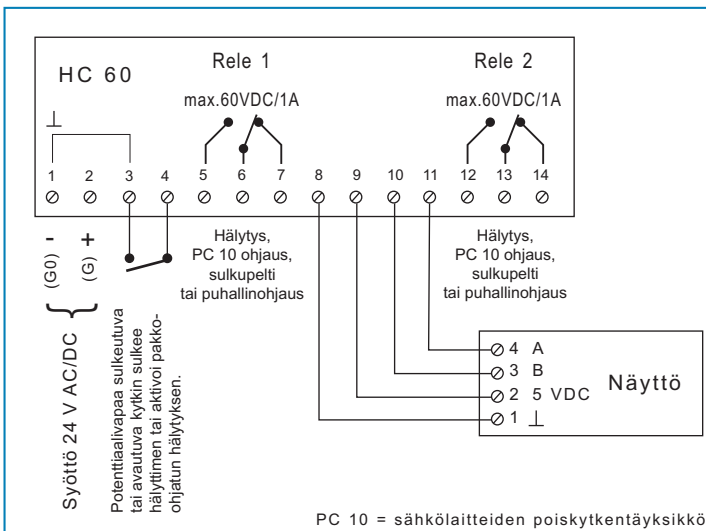 HC 60
Rele 1
Rele 2
max.60VDC/1A
max.60VDC/1A
⊥
1 2 3 4 5 6 7 8 9 10 11 12 13 14
(G0) -
(G) +
Syöttö 24 V AC/DC
Potentiaalivapaa sulkeutuva
tai avautuva kytkin sulkee
hälyttimen tai aktivoi pakko-
ohjatun hälytyksen.
Hälytys,
PC 10 ohjaus,
sulkupelti
tai puhallinohjaus
Hälytys,
PC 10 ohjaus,
sulkupelti
tai puhallinohjaus
4 A
3 B
2 5 VDC
1 ⊥
Näyttö
PC 10 = sähkölaitteiden poiskytkentäyksikkö